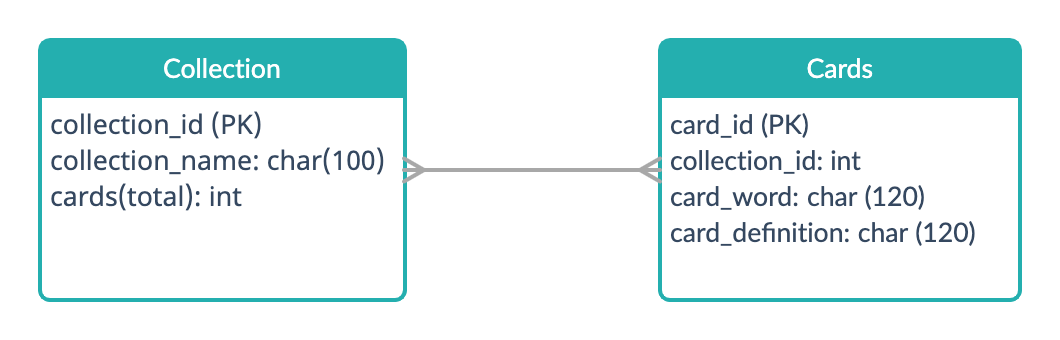 Collection
collection_id (PK)
collection_name: char(100)
cards(total): int
Cards
card_id (PK)
collection_id: int
card_word: char (120)
card_definition: char (120)